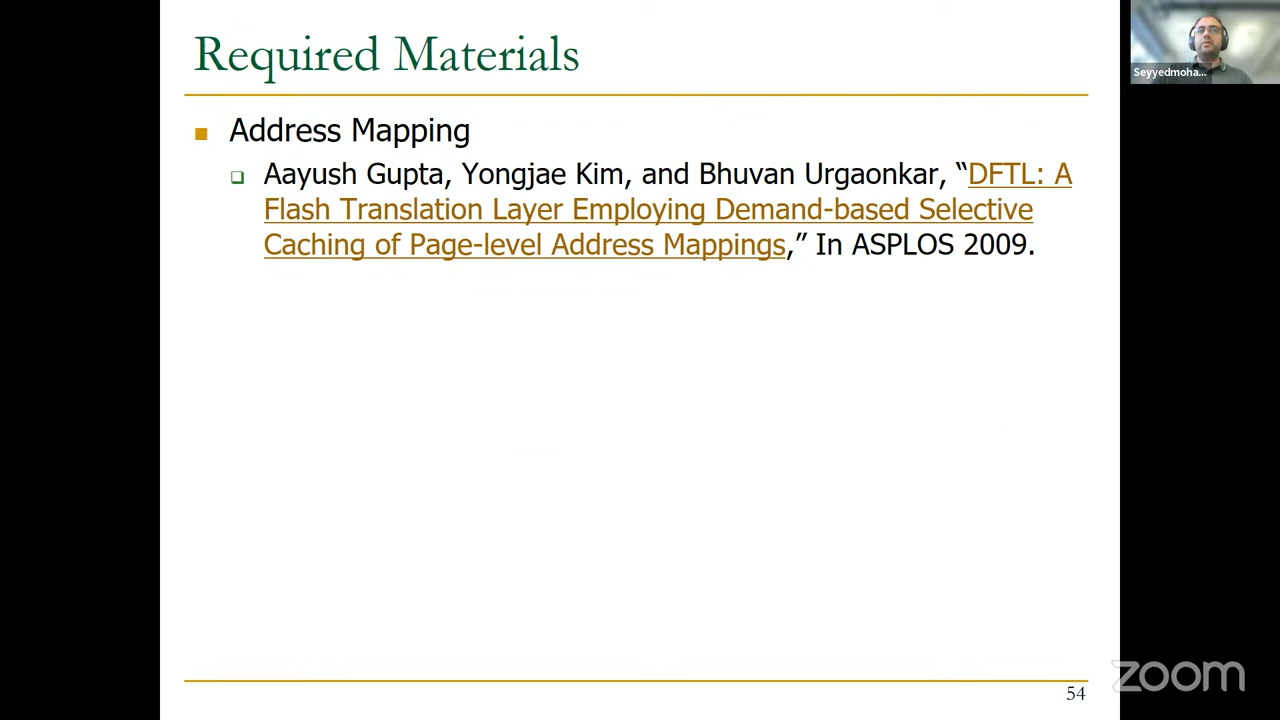 Required Materials
Seyyedmoha...
Address Mapping
Aayush Gupta, Yongjae Kim, and Bhuvan Urgaonkar, “DFTL: A
Flash Translation Layer Employing Demand-based Selective
Caching of Page-level Address Mappings,” In ASPLOS 2009.
54
zoom